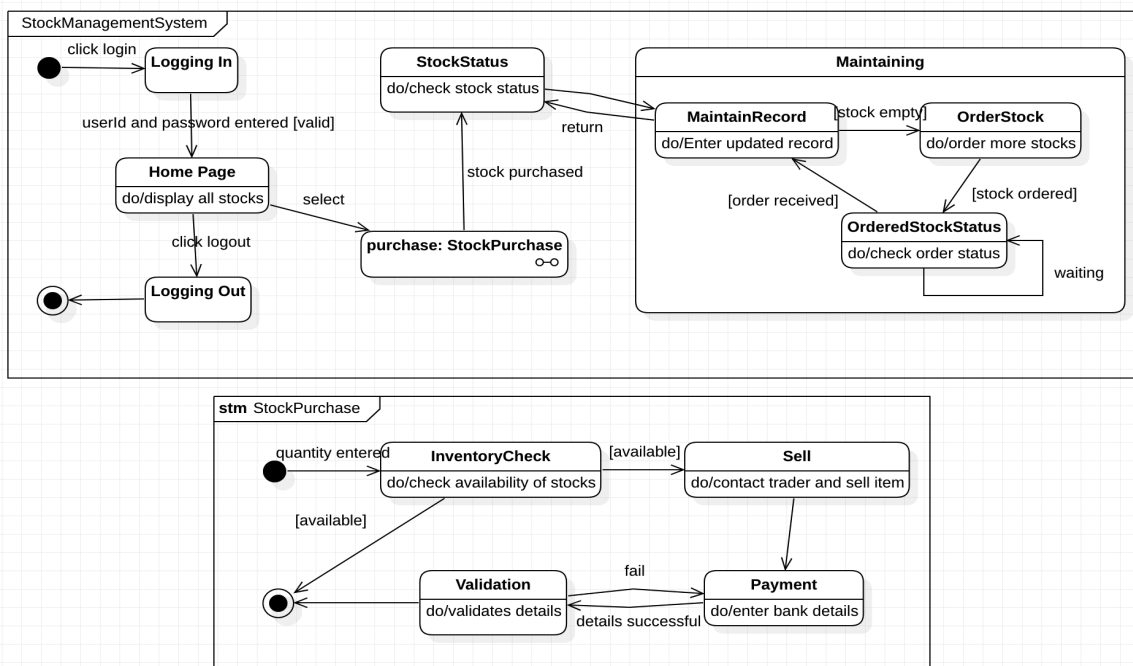 StockManagementSystem
click login
Logging In
userId and password entered [valid]
Home Page
do/display all stocks
select
click logout
Logging Out
StockStatus
do/check stock status
stock purchased
purchase: StockPurchase
return
Maintaining
MaintainRecord
do/Enter updated record
[stock empty]
OrderStock
do/order more stocks
[order received]
[stock ordered]
OrderedStockStatus
do/check order status
waiting
stm StockPurchase
quantity entered
InventoryCheck
do/check availability of stocks
[available]
Sell
do/contact trader and sell item
[available]
Validation
do/validates details
fail
details successful
Payment
do/enter bank details